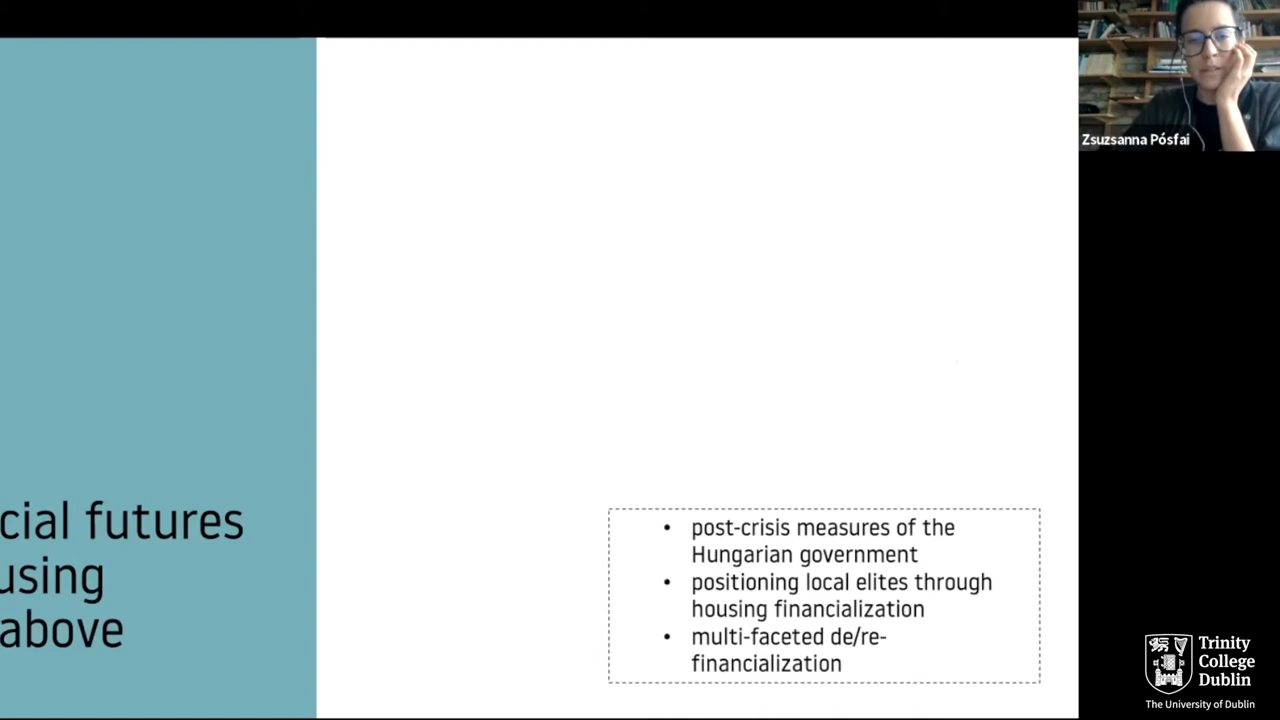 Zsuzsanna Pósfai
cial futures
using
above
• post-crisis measures of the
Hungarian government
• positioning local elites through
housing financialization
• multi-faceted de/re-
financialization
Trinity
College
Dublin
The University of Dublin